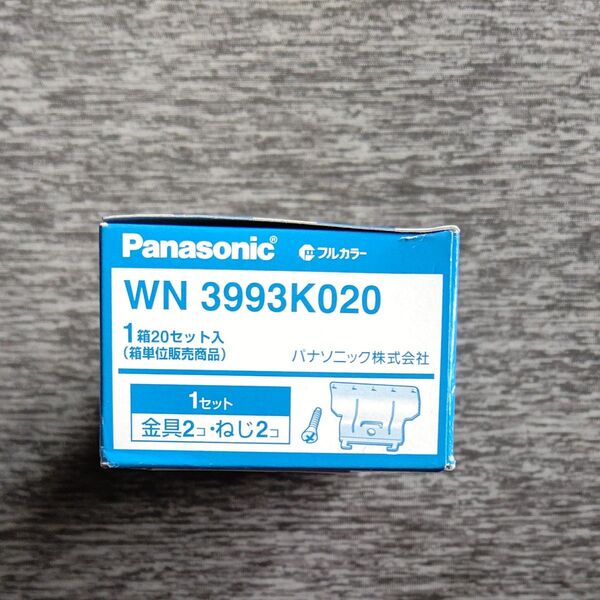 Panasonic® フルカラー
WN 3993K020
1箱20セット入
(箱単位販売商品)
パナソニック株式会社
1セット
金具2コ・ねじ2コ